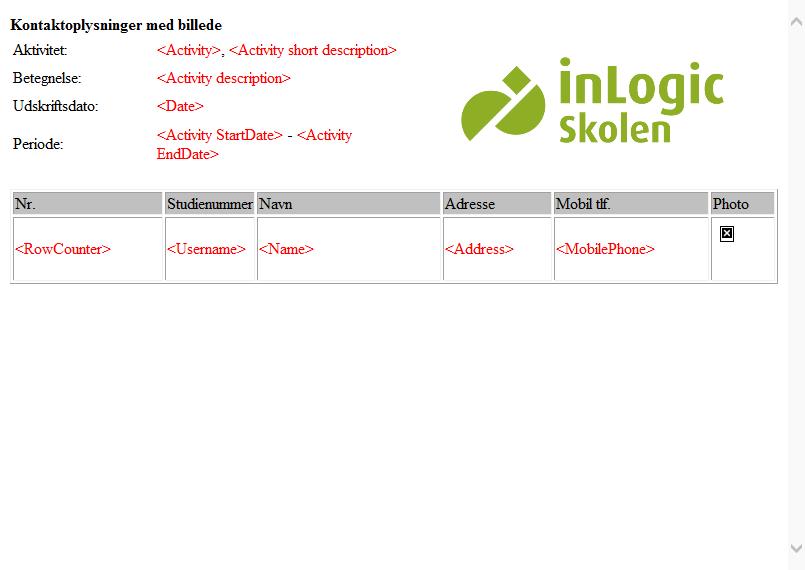 Kontaktoplysninger med billede
Aktivitet: <Activity>, <Activity short description>
Betegnelse: <Activity description>
Udskriftsdato: <Date>
Periode: <Activity StartDate> - <Activity
EndDate>
inLogic
Skolen
Nr. Studienummer Navn Adresse Mobil tlf. Photo
<RowCounter> <Username> <Name> <Address> <MobilePhone>